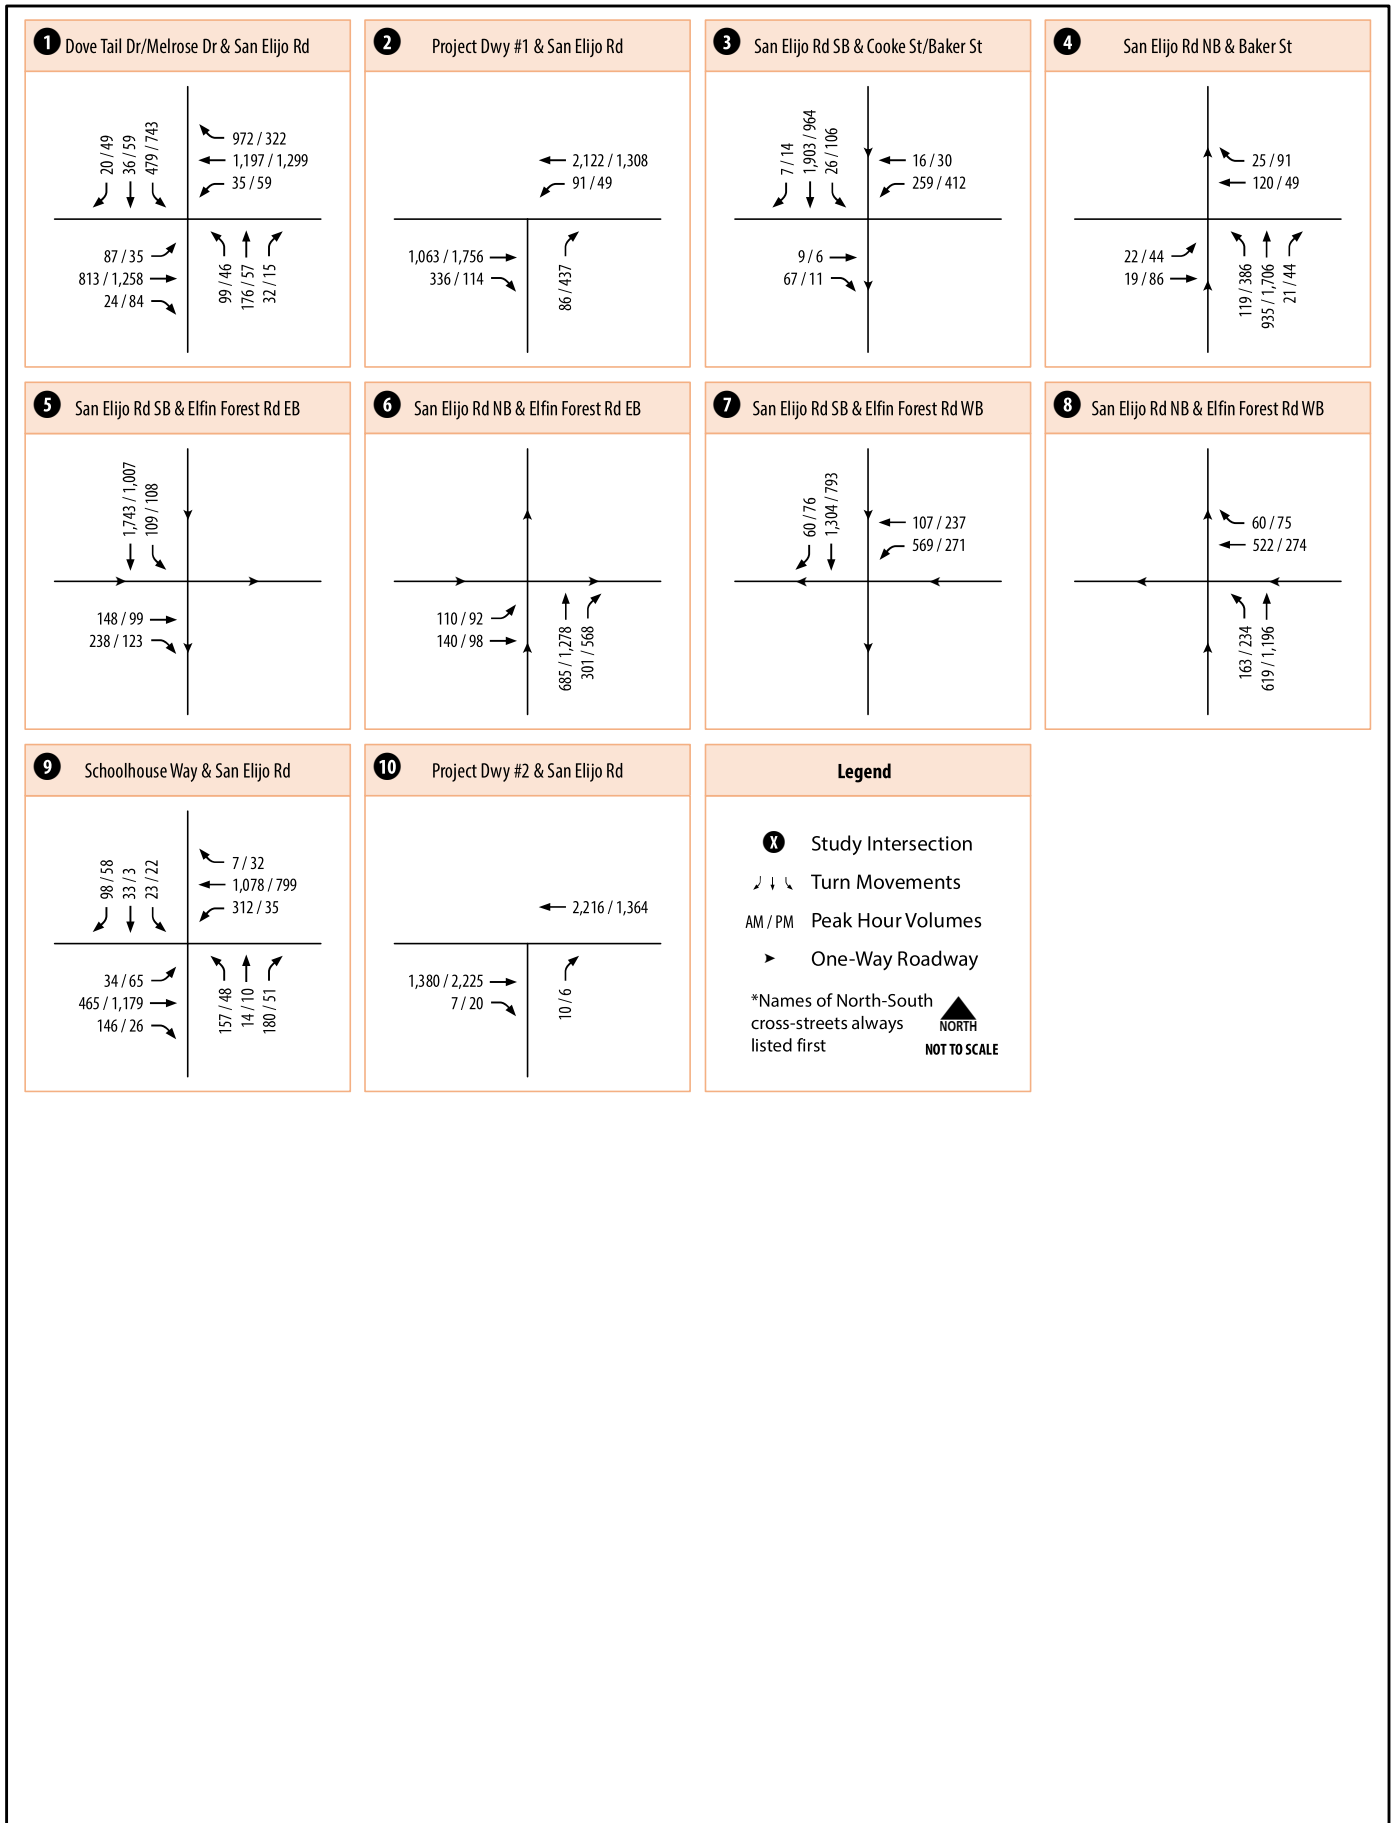 1 Dove Tail Dr/Melrose Dr & San Elijo Rd
20 / 49
36 / 59
479 / 743
972 / 322
1,197 / 1,299
35 / 59
87 / 35
813 / 1,258
24 / 84
99 / 46
176 / 57
32 / 15
2 Project Dwy #1 & San Elijo Rd
2,122 / 1,308
91 / 49
1,063 / 1,756
336 / 114
86 / 437
3 San Elijo Rd SB & Cooke St/Baker St
7 / 14
1,903 / 964
26 / 106
16 / 30
259 / 412
9 / 6
67 / 11
4 San Elijo Rd NB & Baker St
25 / 91
120 / 49
22 / 44
19 / 86
119 / 386
935 / 1,706
21 / 44
5 San Elijo Rd SB & Elfin Forest Rd EB
1,743 / 1,007
109 / 108
148 / 99
238 / 123
6 San Elijo Rd NB & Elfin Forest Rd EB
110 / 92
140 / 98
685 / 1,278
301 / 568
7 San Elijo Rd SB & Elfin Forest Rd WB
60 / 76
1,304 / 793
107 / 237
569 / 271
8 San Elijo Rd NB & Elfin Forest Rd WB
60 / 75
522 / 274
163 / 234
619 / 1,196
9 Schoolhouse Way & San Elijo Rd
98 / 58
33 / 3
23 / 22
7 / 32
1,078 / 799
312 / 35
34 / 65
465 / 1,179
146 / 26
157 / 48
14 / 10
180 / 51
10 Project Dwy #2 & San Elijo Rd
2,216 / 1,364
1,380 / 2,225
7 / 20
10 / 6
Legend
X Study Intersection
Turn Movements
AM / PM Peak Hour Volumes
One-Way Roadway
*Names of North-South
cross-streets always
listed first
NORTH
NOT TO SCALE